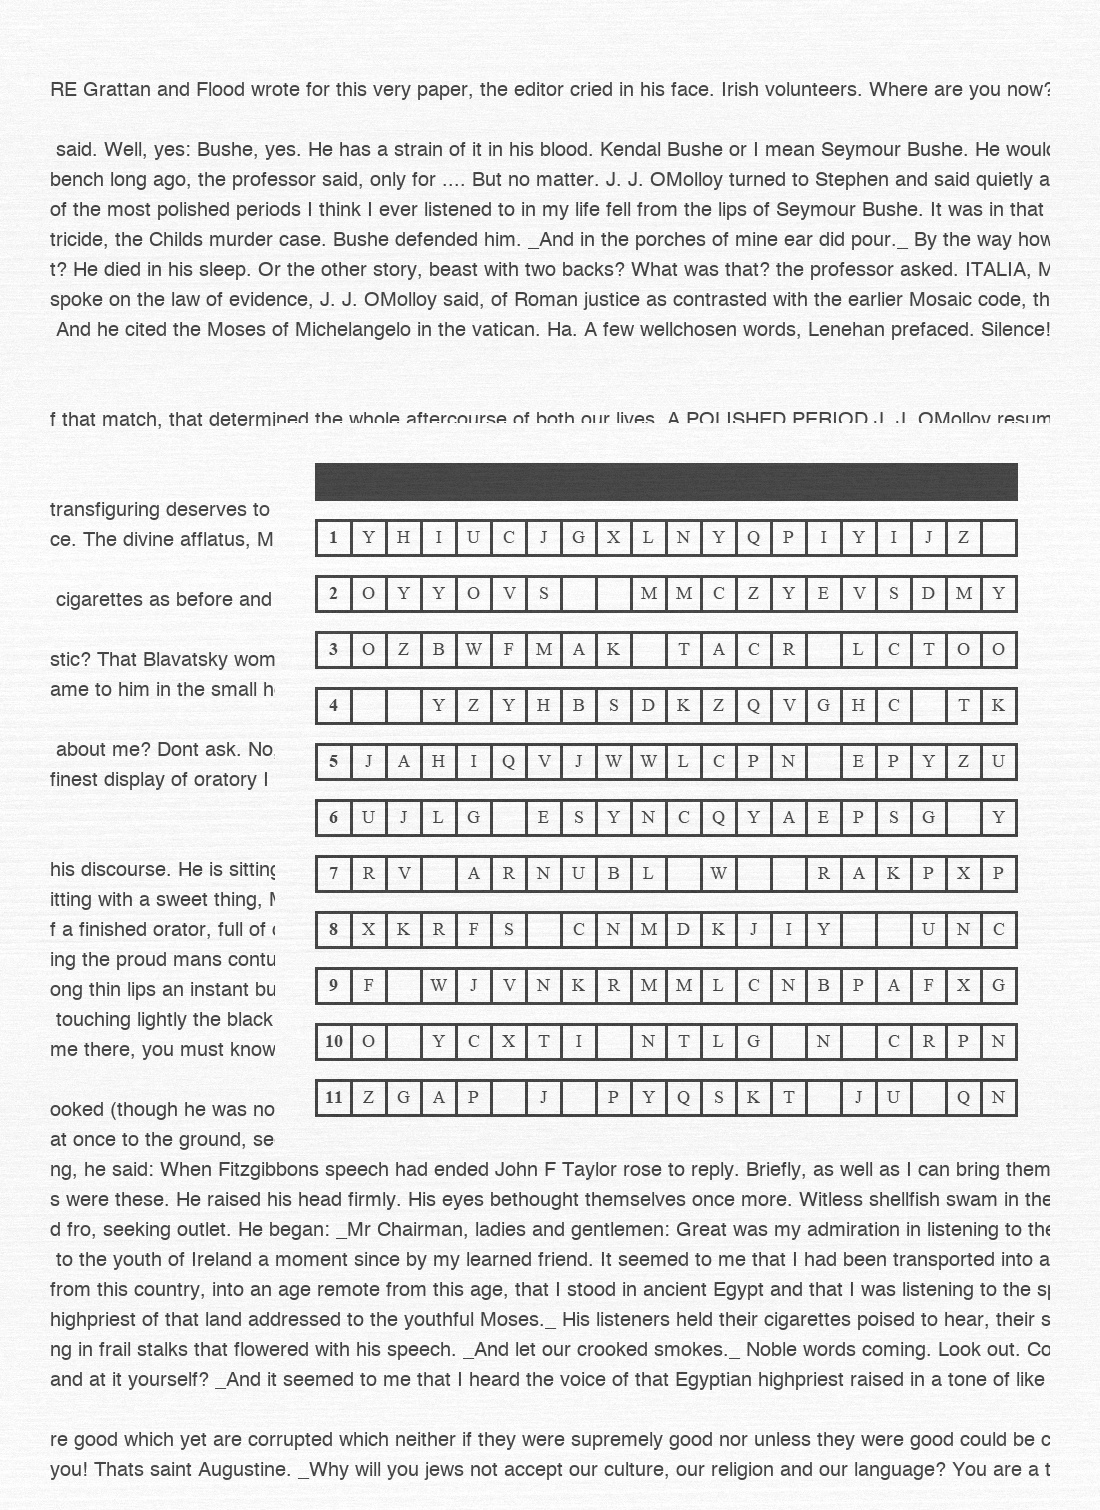 RE Grattan and Flood wrote for this very paper, the editor cried in his face. Irish volunteers. Where are you now?
said. Well, yes: Bushe, yes. He has a strain of it in his blood. Kendal Bushe or I mean Seymour Bushe. He would
bench long ago, the professor said, only for .... But no matter. J. J. OMolloy turned to Stephen and said quietly a
of the most polished periods I think I ever listened to in my life fell from the lips of Seymour Bushe. It was in that
tricide, the Childs murder case. Bushe defended him. _And in the porches of mine ear did pour._ By the way how
t? He died in his sleep. Or the other story, beast with two backs? What was that? the professor asked. ITALIA, M
spoke on the law of evidence, J. J. OMolloy said, of Roman justice as contrasted with the earlier Mosaic code, th
And he cited the Moses of Michelangelo in the vatican. Ha. A few wellchosen words, Lenehan prefaced. Silence!
f that match, that determined the whole aftercourse of both our lives. A POLISHED PERIOD J. J. OMolloy resum
transfiguring deserves to
ce. The divine afflatus, M
cigarettes as before and
stic? That Blavatsky wom
ame to him in the small h
about me? Dont ask. No.
finest display of oratory I
his discourse. He is sitting
itting with a sweet thing, M
f a finished orator, full of
ing the proud mans contu
ong thin lips an instant bu
touching lightly the black
me there, you must know
ooked (though he was no
at once to the ground, se
1 Y H I U C J G X L N Y Q P I Y I J Z
2 O Y Y O V S M M C Z Y E V S D M Y
3 O Z B W F M A K T A C R L C T O O
4 Y Z Y H B S D K Z Q V G H C T K
5 J A H I Q V J W W L C P N E P Y Z U
6 U J L G E S Y N C Q Y A E P S G Y
7 R V A R N U B L W R A K P X P
8 X K R F S C N M D K J I Y U N C
9 F W J V N K R M M L C N B P A F X G
10 O Y C X T I N T L G N C R P N
11 Z G A P J P Y Q S K T J U Q N
ng, he said: When Fitzgibbons speech had ended John F Taylor rose to reply. Briefly, as well as I can bring them
s were these. He raised his head firmly. His eyes bethought themselves once more. Witless shellfish swam in the
d fro, seeking outlet. He began: _Mr Chairman, ladies and gentlemen: Great was my admiration in listening to the
to the youth of Ireland a moment since by my learned friend. It seemed to me that I had been transported into a
from this country, into an age remote from this age, that I stood in ancient Egypt and that I was listening to the sp
highpriest of that land addressed to the youthful Moses._ His listeners held their cigarettes poised to hear, their s
ng in frail stalks that flowered with his speech. _And let our crooked smokes._ Noble words coming. Look out. Co
and at it yourself? _And it seemed to me that I heard the voice of that Egyptian highpriest raised in a tone of like
re good which yet are corrupted which neither if they were supremely good nor unless they were good could be c
you! Thats saint Augustine. _Why will you jews not accept our culture, our religion and our language? You are a t